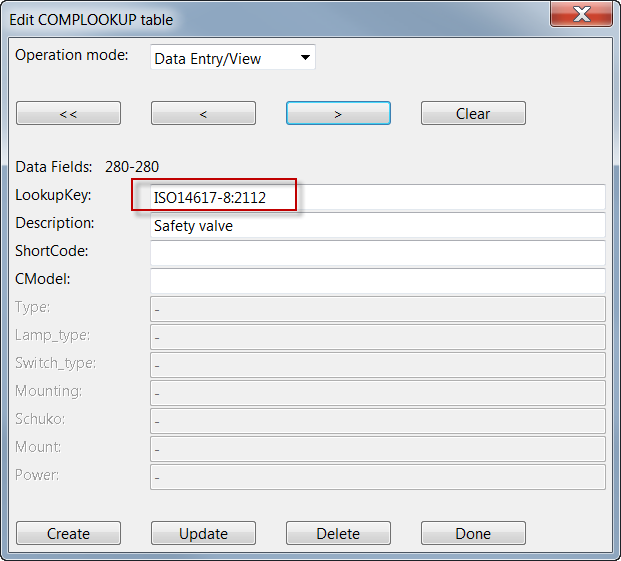 Edit COMPLOOKUP table
Operation mode: Data Entry/View
<< < > Clear
Data Fields: 280-280
LookupKey: ISO14617-8:2112
Description: Safety valve
ShortCode:
CModel:
Type: -
Lamp_type: -
Switch_type: -
Mounting: -
Schuko: -
Mount: -
Power: -
Create Update Delete Done